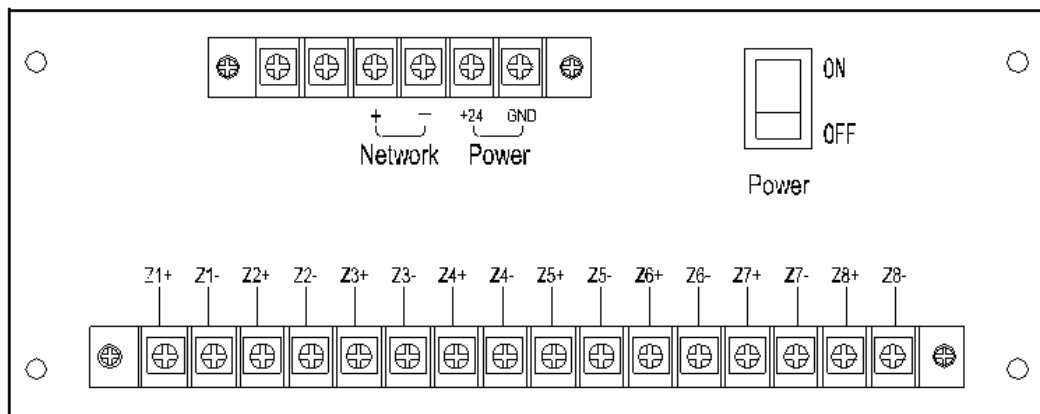 ON
+ − +24 GND
OFF
Network Power
Power
Z1+ Z1- Z2+ Z2- Z3+ Z3- Z4+ Z4- Z5+ Z5- Z6+ Z6- Z7+ Z7- Z8+ Z8-